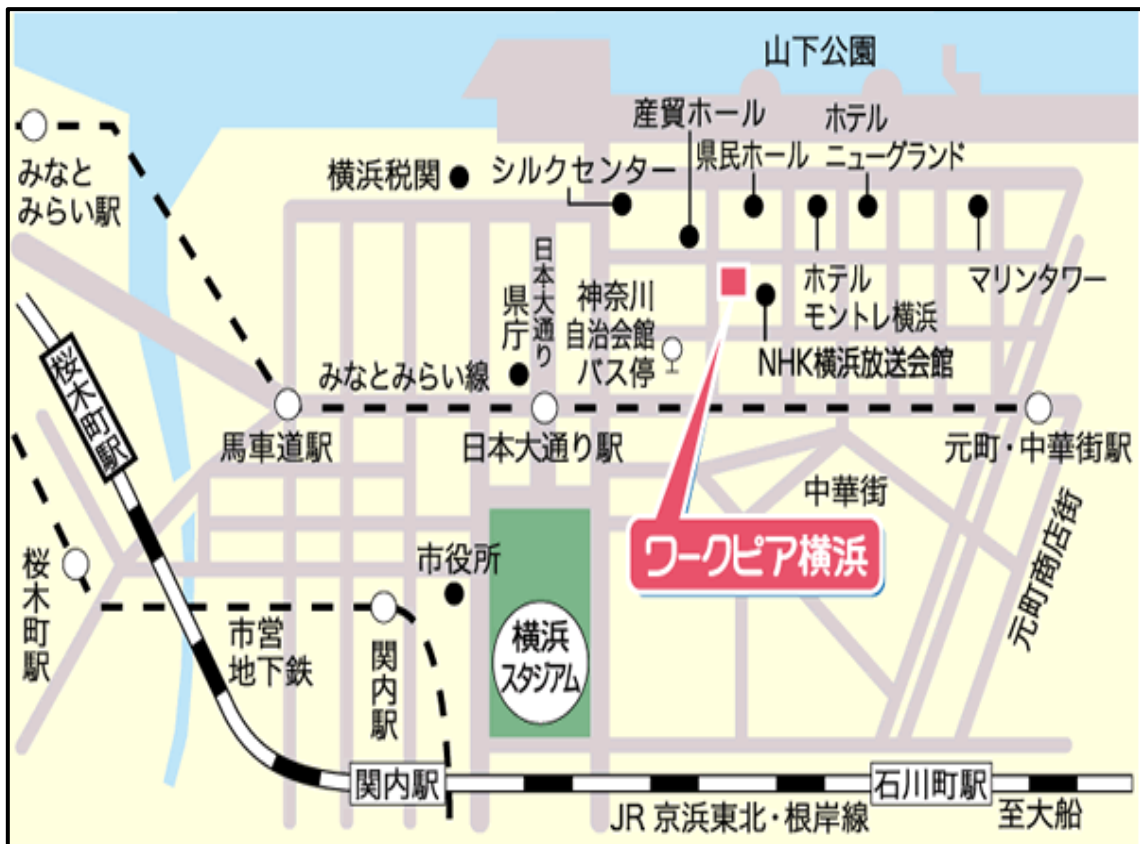 山下公園
産貿ホール
ホテル
ニューグランド
県民ホール
みなと
みらい駅
横浜税関
シルクセンター
日本大通り
県庁
神奈川
自治会館
バス停
ホテル
モントレ横浜
マリンタワー
NHK横浜放送会館
みなとみらい線
桜木町駅
馬車道駅
日本大通り駅
元町・中華街駅
中華街
ワークピア横浜
元町商店街
桜木町駅
市役所
市営
地下鉄
関内駅
横浜
スタジアム
関内駅
石川町駅
JR 京浜東北・根岸線
至大船